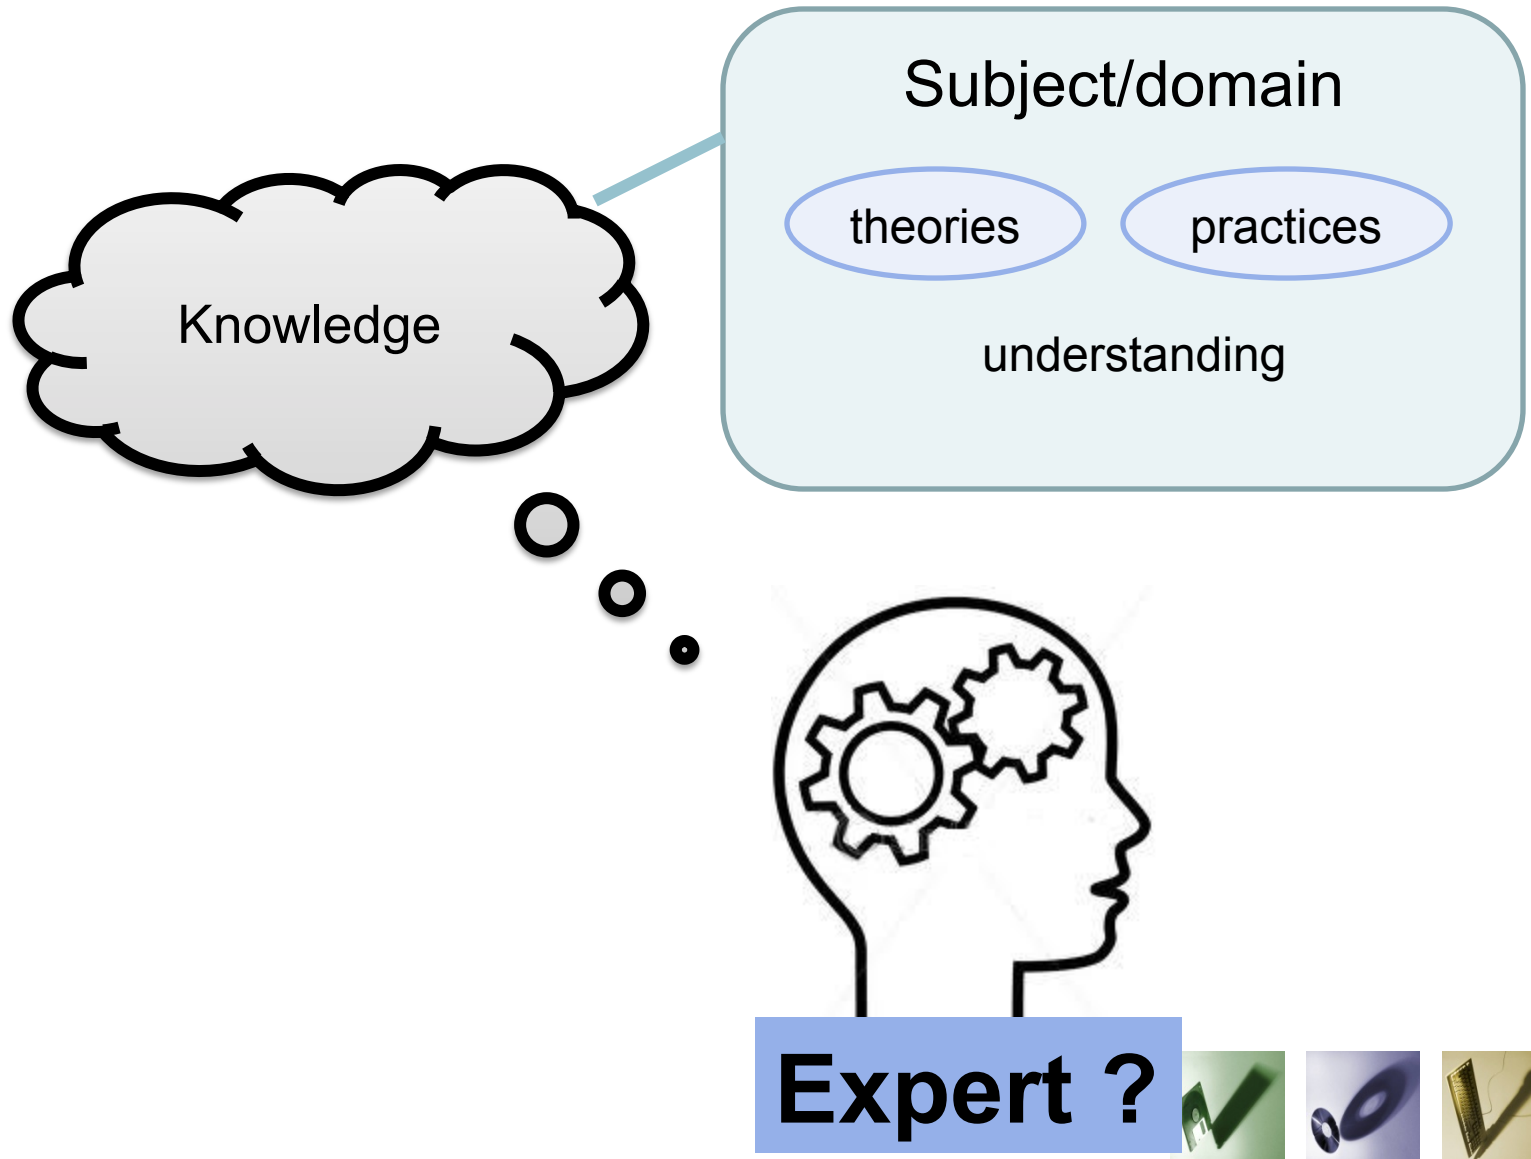 Subject/domain
theories practices
Knowledge
understanding
Expert ?